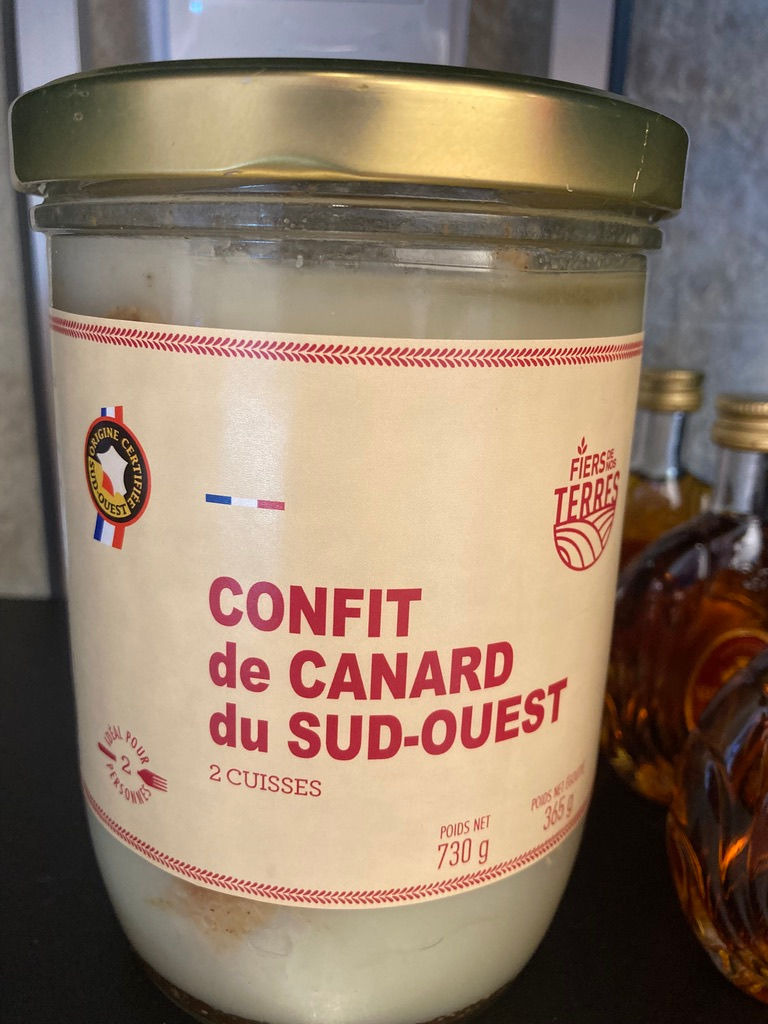 ORIGINE CERTIFIÉE
SUD-OUEST
FIERS DE NOS
TERRES
CONFIT
de CANARD
du SUD-OUEST
2 CUISSES
IDÉAL POUR
2
PERSONNES
POIDS NET
730 g
POIDS NET ÉGOUTTÉ
365 g